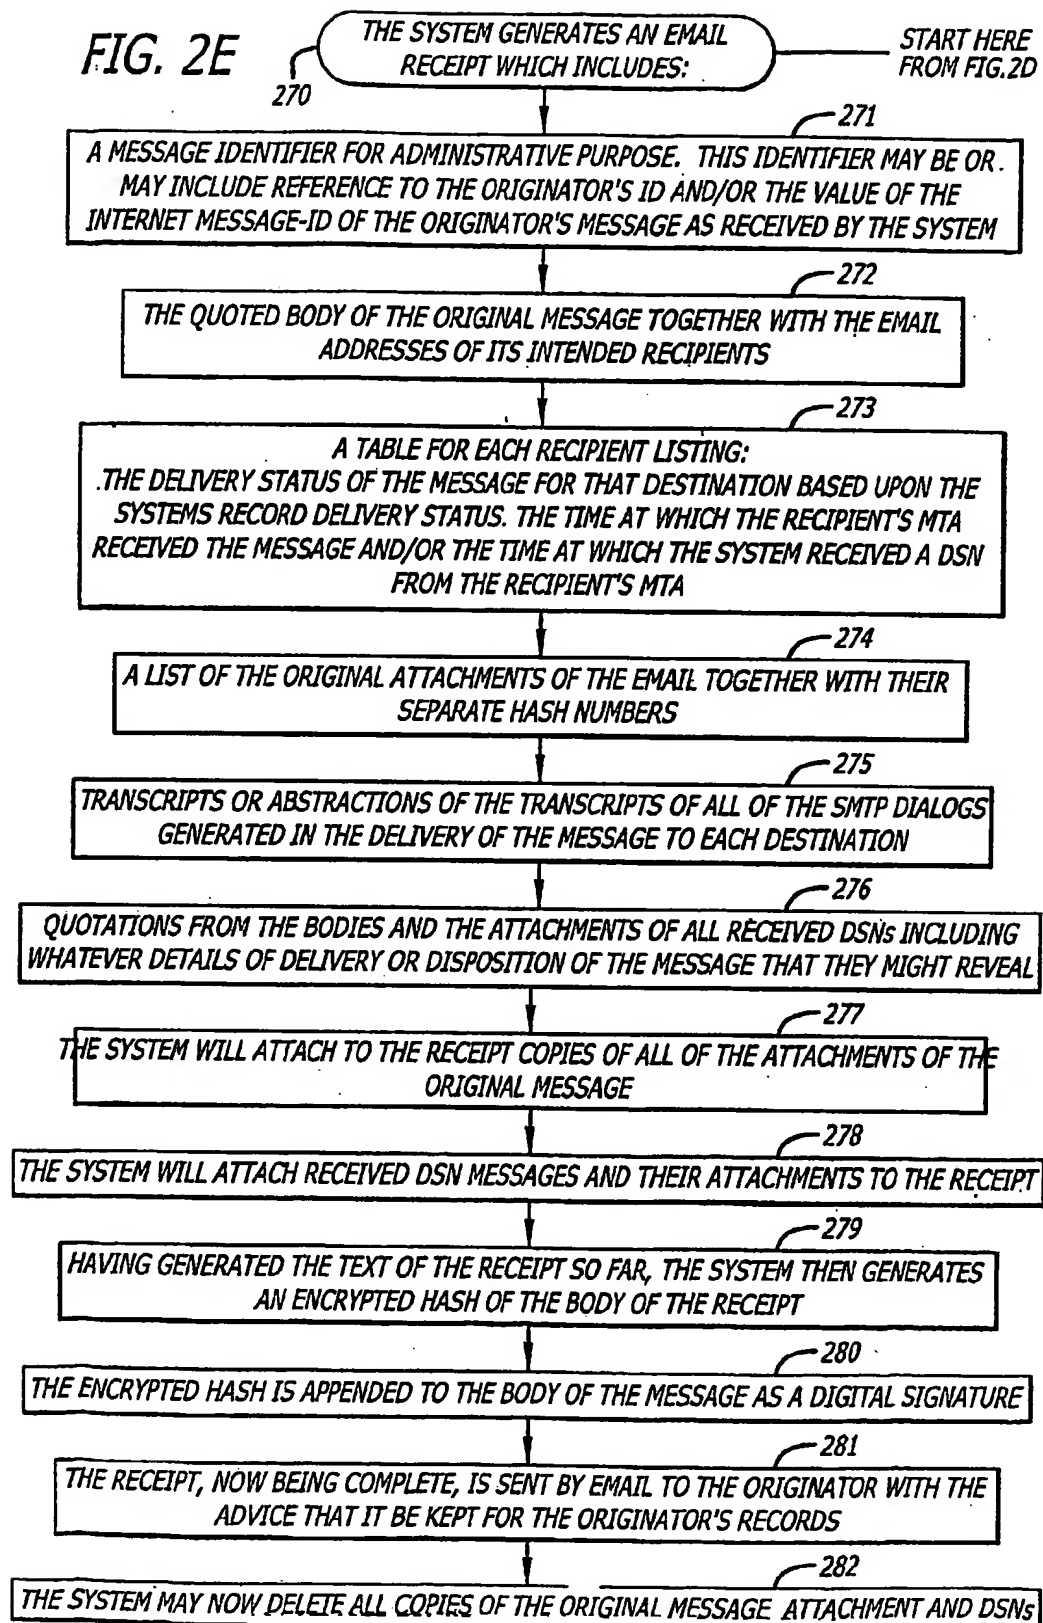 FIG. 2E
THE SYSTEM GENERATES AN EMAIL
RECEIPT WHICH INCLUDES:
START HERE
FROM FIG.2D
270
271
A MESSAGE IDENTIFIER FOR ADMINISTRATIVE PURPOSE. THIS IDENTIFIER MAY BE OR.
MAY INCLUDE REFERENCE TO THE ORIGINATOR'S ID AND/OR THE VALUE OF THE
INTERNET MESSAGE-ID OF THE ORIGINATOR'S MESSAGE AS RECEIVED BY THE SYSTEM
272
THE QUOTED BODY OF THE ORIGINAL MESSAGE TOGETHER WITH THE EMAIL
ADDRESSES OF ITS INTENDED RECIPIENTS
273
A TABLE FOR EACH RECIPIENT LISTING:
.THE DELIVERY STATUS OF THE MESSAGE FOR THAT DESTINATION BASED UPON THE
SYSTEMS RECORD DELIVERY STATUS. THE TIME AT WHICH THE RECIPIENT'S MTA
RECEIVED THE MESSAGE AND/OR THE TIME AT WHICH THE SYSTEM RECEIVED A DSN
FROM THE RECIPIENT'S MTA
274
A LIST OF THE ORIGINAL ATTACHMENTS OF THE EMAIL TOGETHER WITH THEIR
SEPARATE HASH NUMBERS
275
TRANSCRIPTS OR ABSTRACTIONS OF THE TRANSCRIPTS OF ALL OF THE SMTP DIALOGS
GENERATED IN THE DELIVERY OF THE MESSAGE TO EACH DESTINATION
276
QUOTATIONS FROM THE BODIES AND THE ATTACHMENTS OF ALL RECEIVED DSNs INCLUDING
WHATEVER DETAILS OF DELIVERY OR DISPOSITION OF THE MESSAGE THAT THEY MIGHT REVEAL
277
THE SYSTEM WILL ATTACH TO THE RECEIPT COPIES OF ALL OF THE ATTACHMENTS OF THE
ORIGINAL MESSAGE
278
THE SYSTEM WILL ATTACH RECEIVED DSN MESSAGES AND THEIR ATTACHMENTS TO THE RECEIPT
279
HAVING GENERATED THE TEXT OF THE RECEIPT SO FAR, THE SYSTEM THEN GENERATES
AN ENCRYPTED HASH OF THE BODY OF THE RECEIPT
280
THE ENCRYPTED HASH IS APPENDED TO THE BODY OF THE MESSAGE AS A DIGITAL SIGNATURE
281
THE RECEIPT, NOW BEING COMPLETE, IS SENT BY EMAIL TO THE ORIGINATOR WITH THE
ADVICE THAT IT BE KEPT FOR THE ORIGINATOR'S RECORDS
282
THE SYSTEM MAY NOW DELETE ALL COPIES OF THE ORIGINAL MESSAGE ATTACHMENT AND DSNs